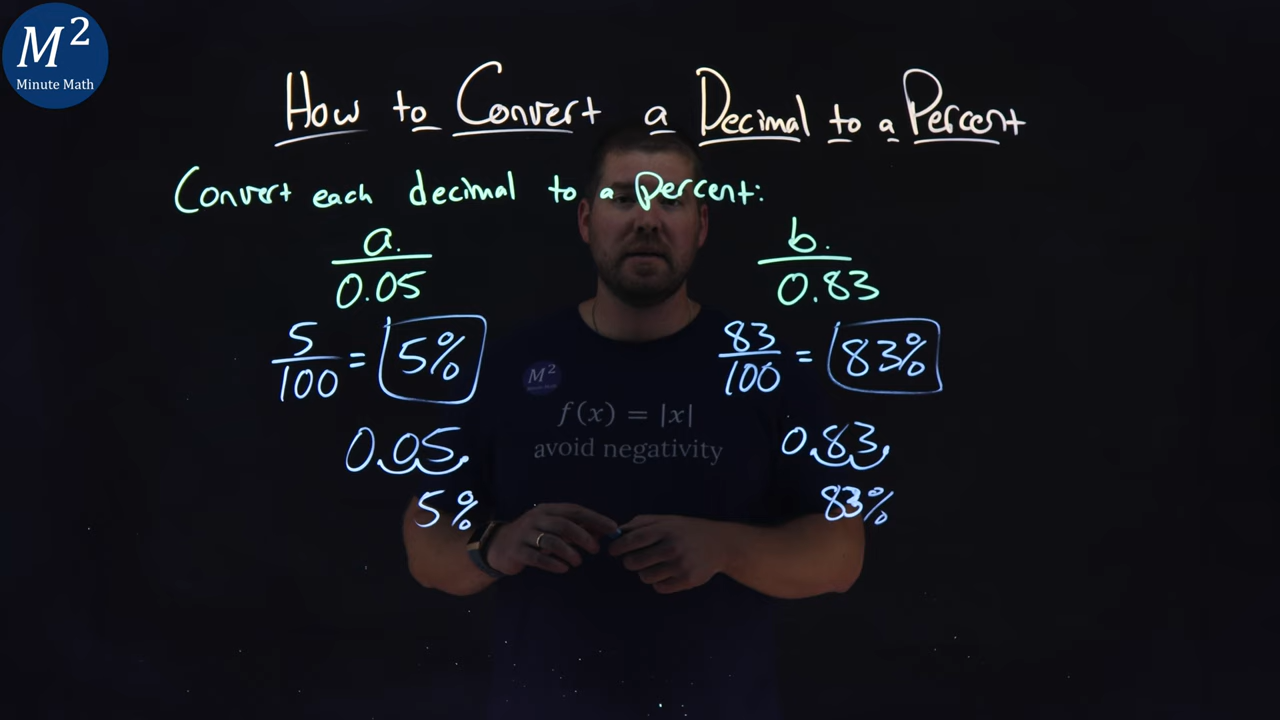 M²
Minute Math
How to Convert a Decimal to a Percent
Convert each decimal to a percent:
a.
0.05
5/100 = 5%
0.05.
5%
b.
0.83
83/100 = 83%
0.83.
83%
M²
f(x) = |x|
avoid negativity